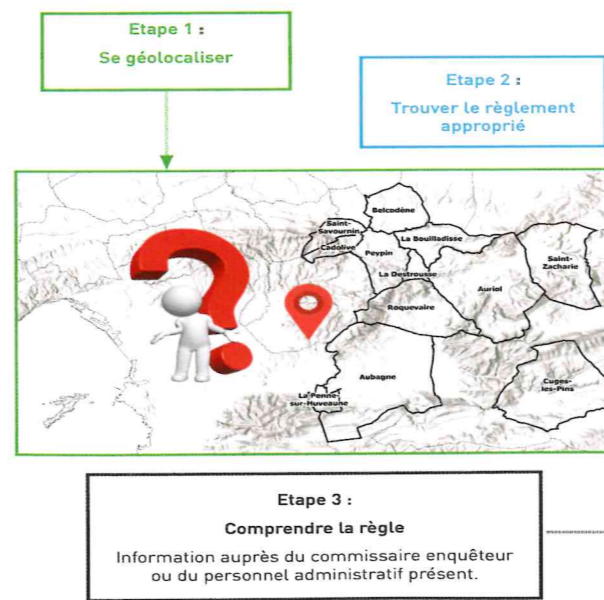 Etape 1 :
Se géolocaliser
Etape 2 :
Trouver le règlement
approprié
Belcodène
Saint-
Savournin
Cadolive
Peypin
La Bouilladisse
Saint-
Zacharie
La Destrousse
Auriol
Roquevaire
Aubagne
Cuges-
les-Pins
La Penne-
sur-Huveaune
Etape 3 :
Comprendre la règle
Information auprès du commissaire enquêteur
ou du personnel administratif présent.